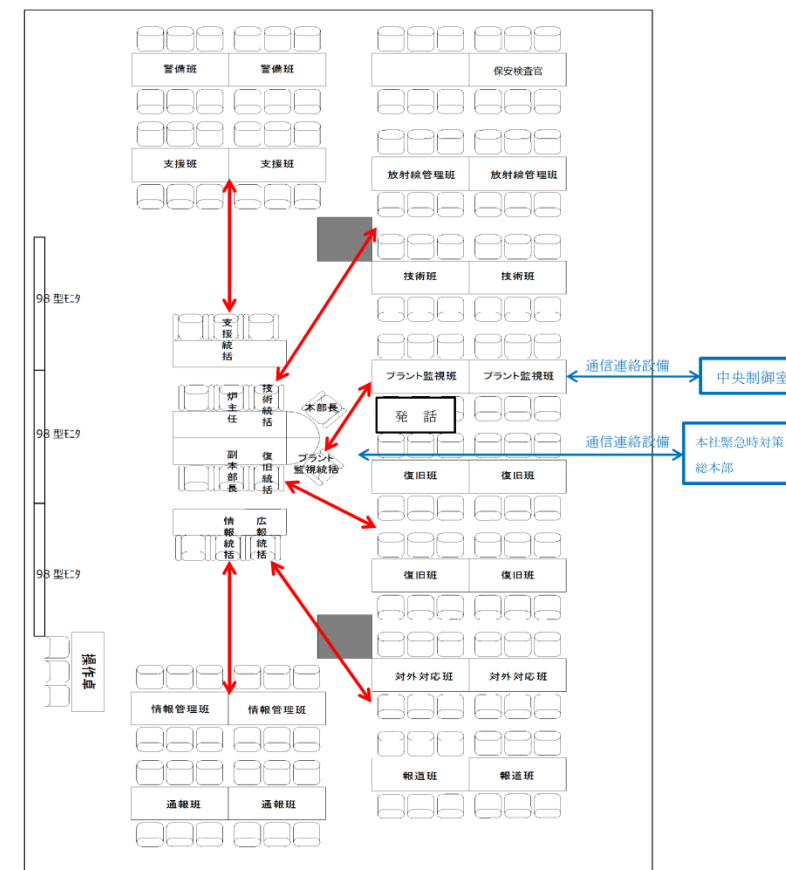 警備班 警備班
保安検査官
支援班 支援班
放射線管理班 放射線管理班
技術班 技術班
98型モニタ
支援統括
プラント監視班 プラント監視班
通信連絡設備
中央制御室
炉主任
技術統括
本部長
発 話
98型モニタ
副本部長
復旧統括
プラント
監視統括
通信連絡設備
本社緊急時対策
総本部
復旧班 復旧班
情報統括
広報統括
98型モニタ
復旧班 復旧班
操作卓
対外対応班 対外対応班
情報管理班 情報管理班
報道班 報道班
通報班 通報班